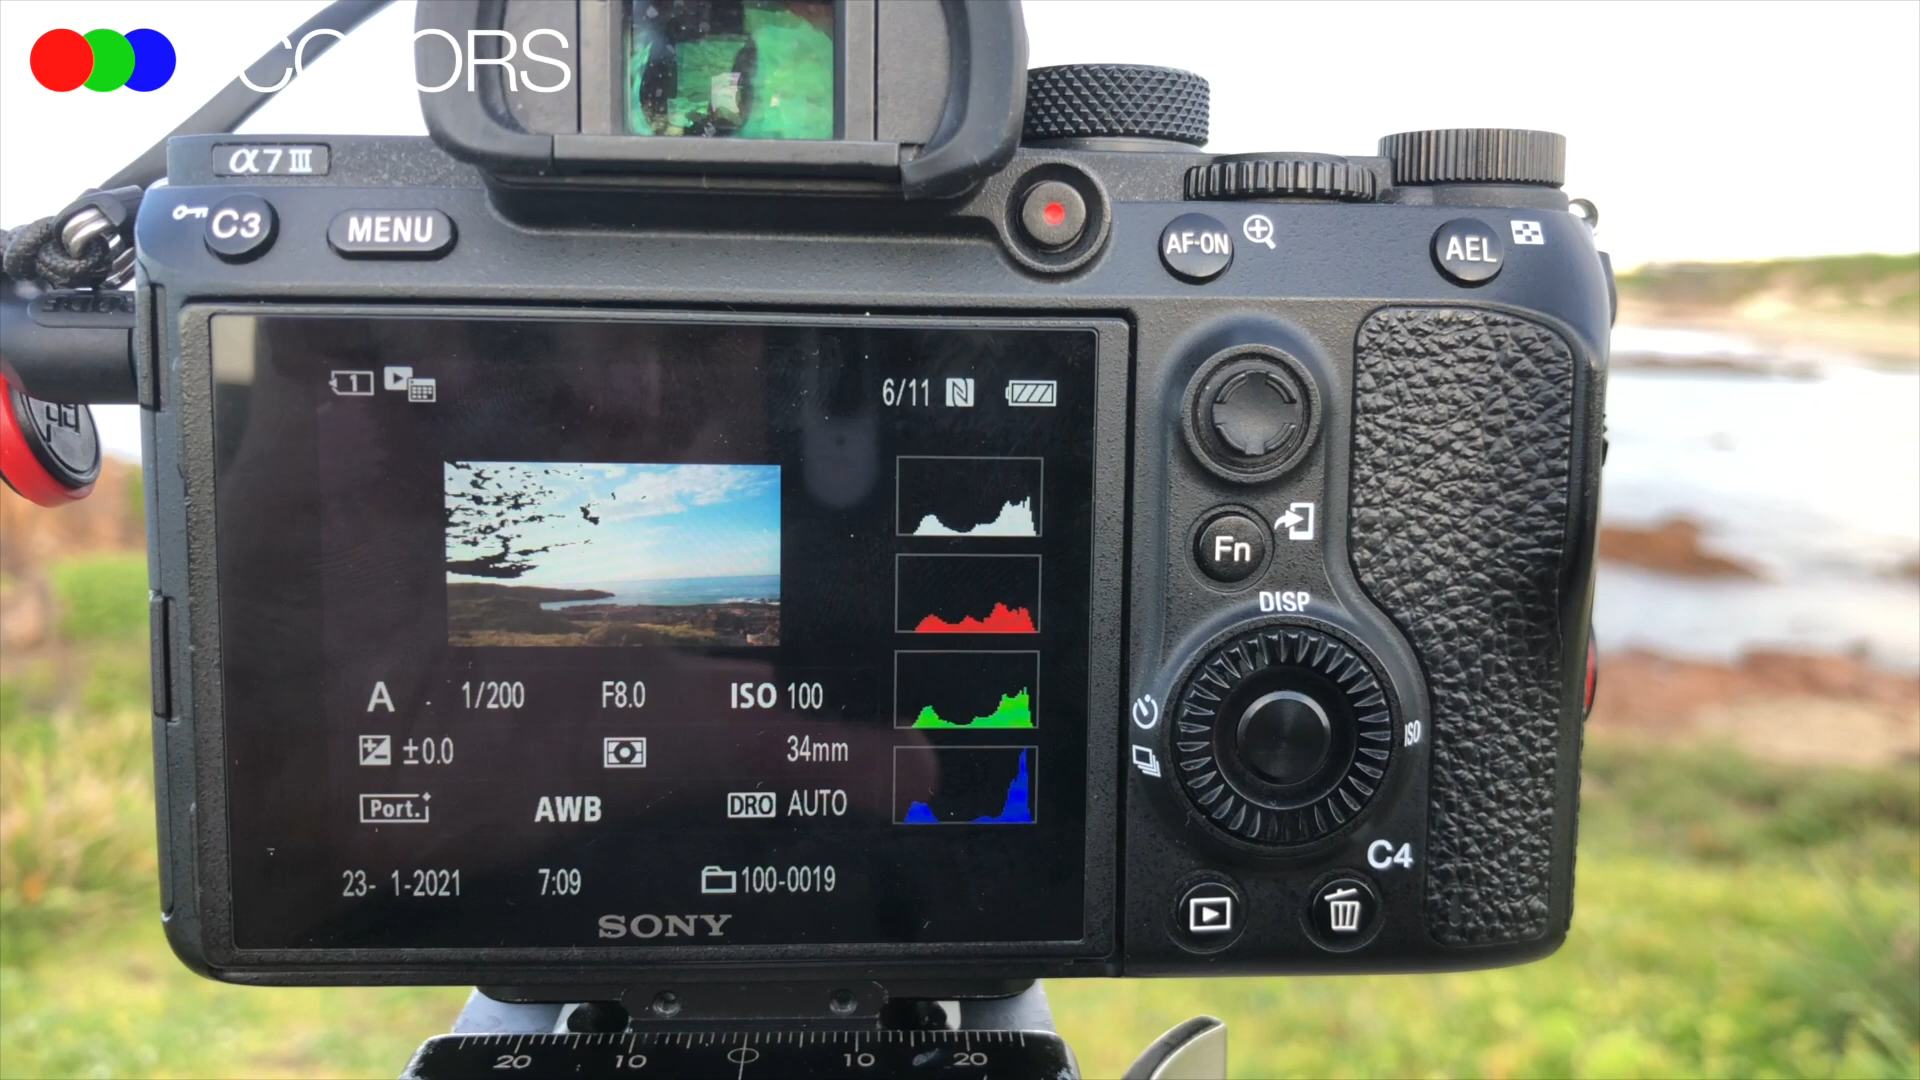 COLORS
α7III
C3
MENU
AF-ON
AEL
1
6/11
A 1/200 F8.0 ISO 100
±0.0 34mm
Port. AWB DRO AUTO
23- 1-2021 7:09 100-0019
SONY
Fn
DISP
ISO
C4
20 10 10 20